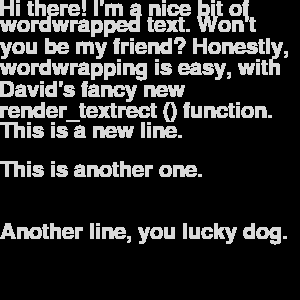 Hi there! I'm a nice bit of
wordwrapped text. Won't
you be my friend? Honestly,
wordwrapping is easy, with
David's fancy new
render_textrect () function.
This is a new line.
This is another one.
Another line, you lucky dog.